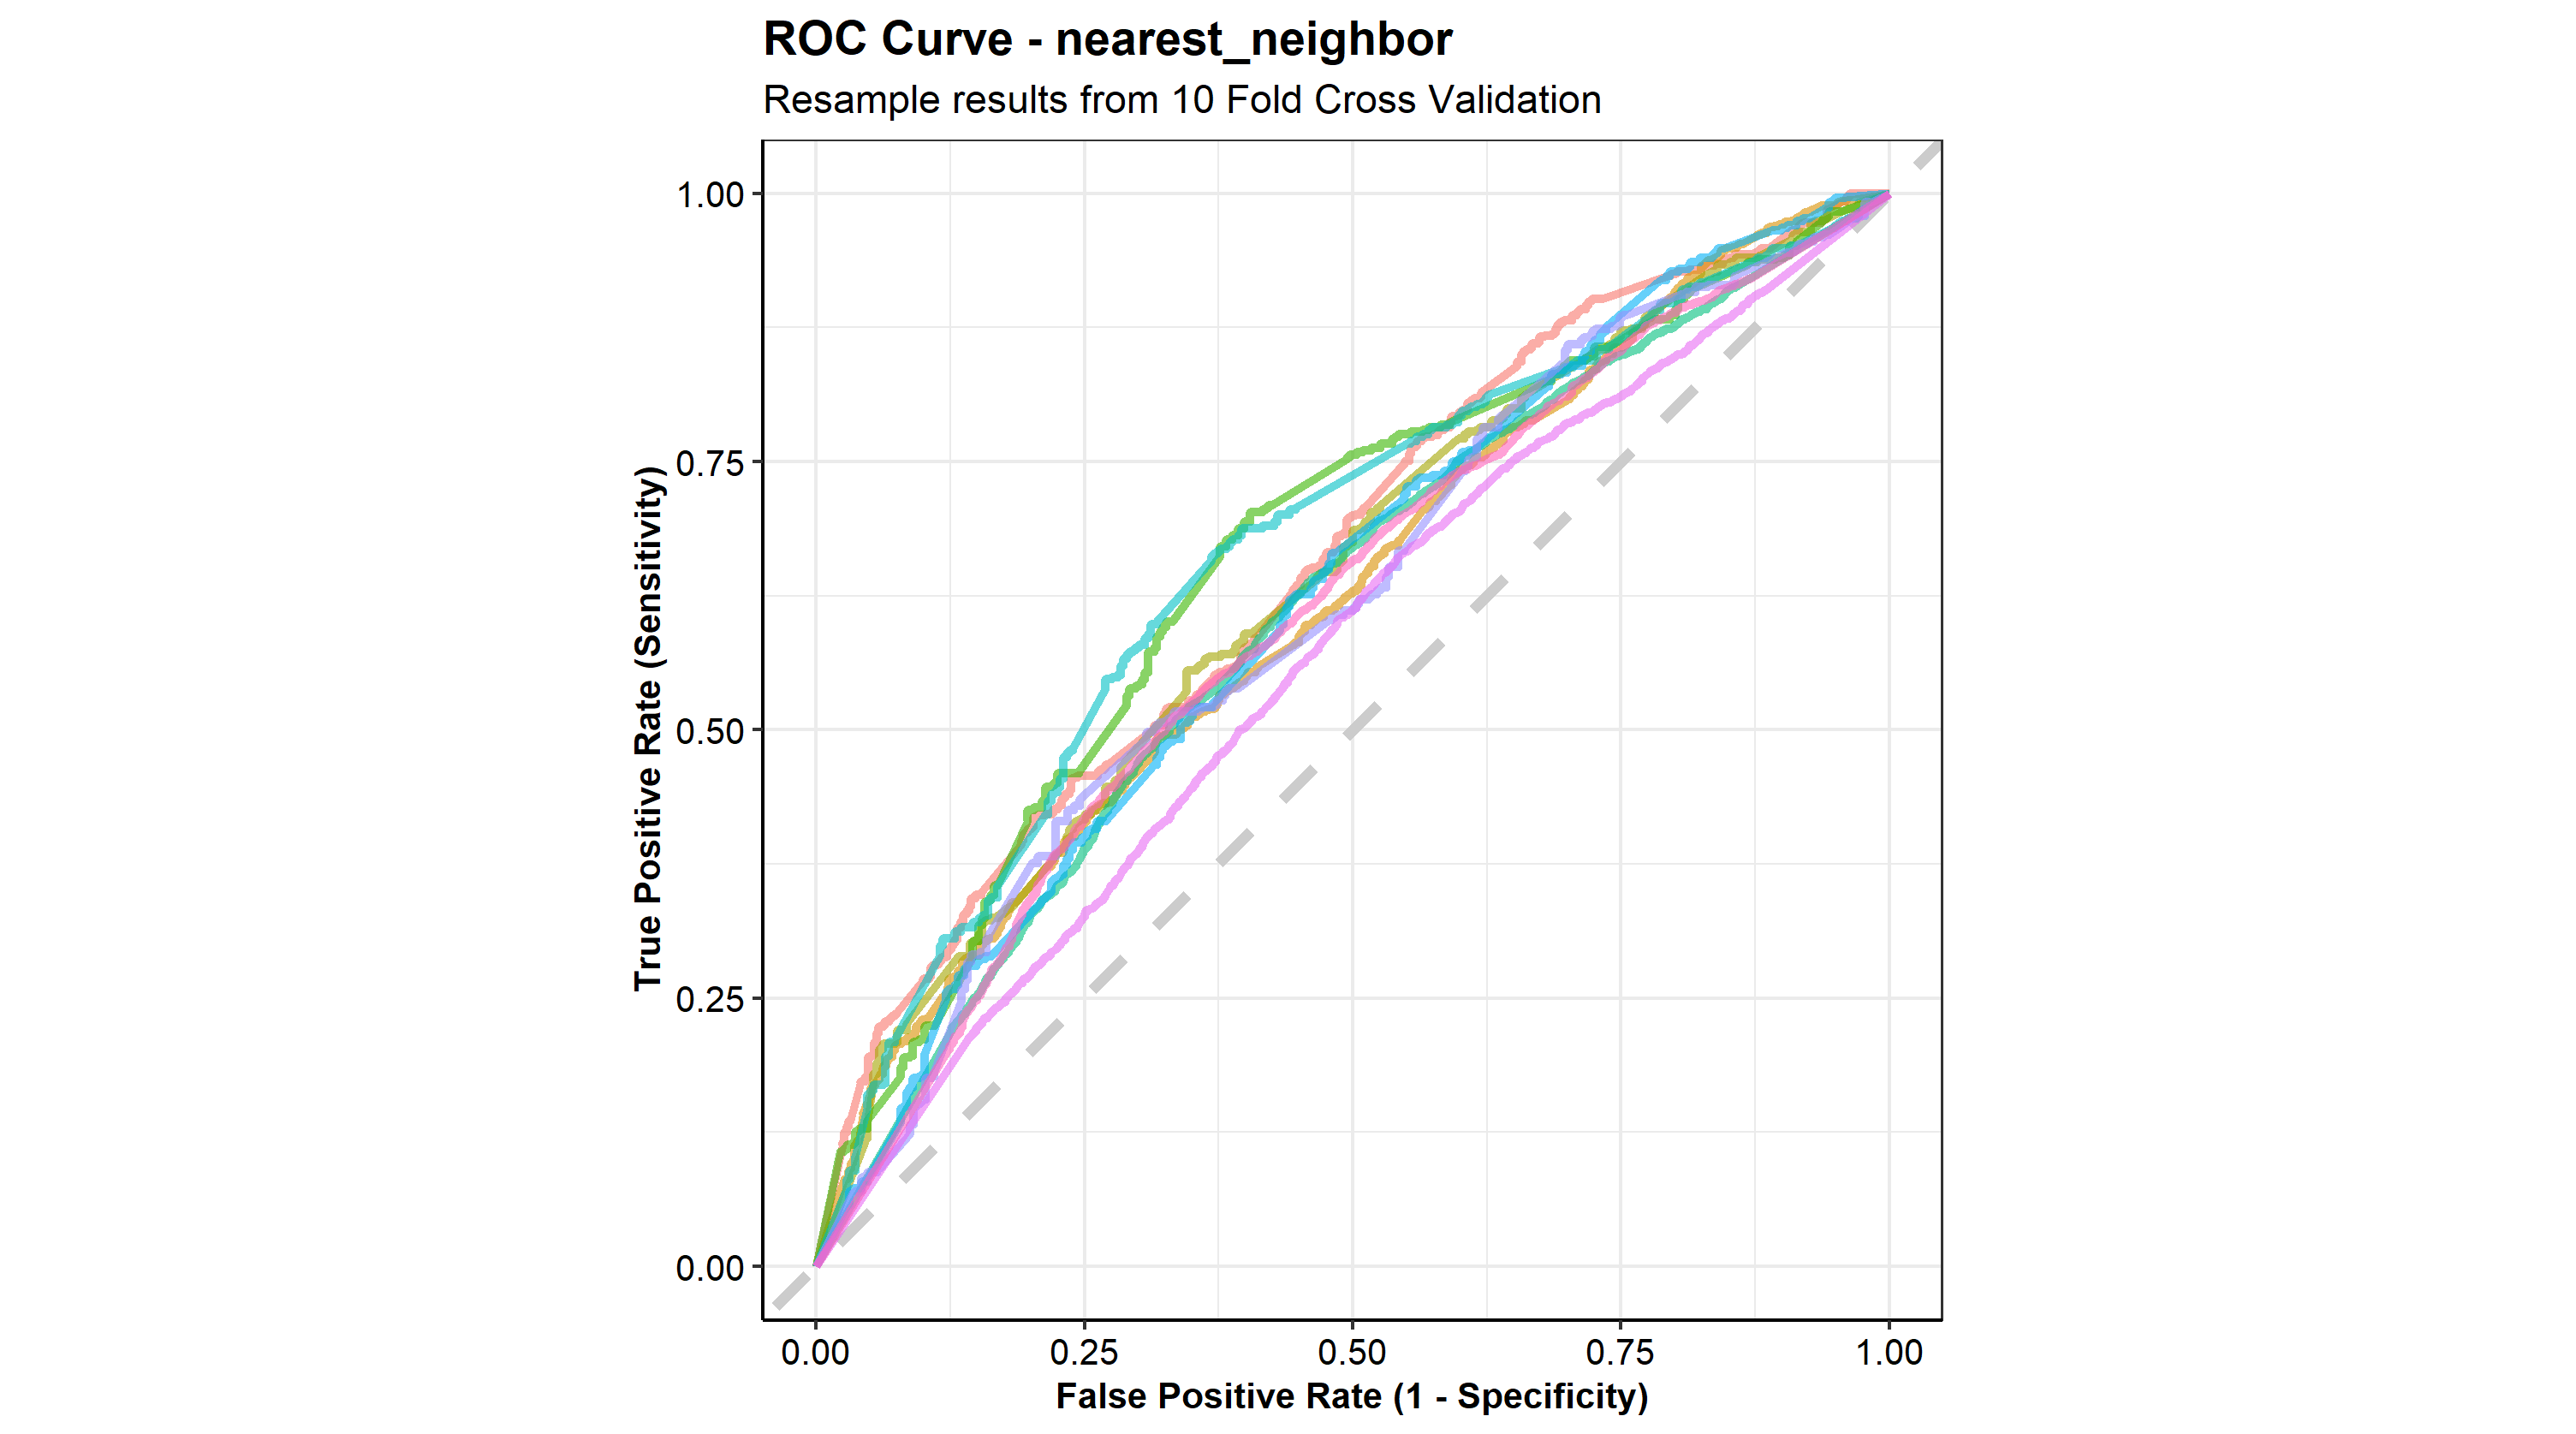 ROC Curve - nearest_neighbor
Resample results from 10 Fold Cross Validation
True Positive Rate (Sensitivity)
1.00
0.75
0.50
0.25
0.00
0.00 0.25 0.50 0.75 1.00
False Positive Rate (1 - Specificity)